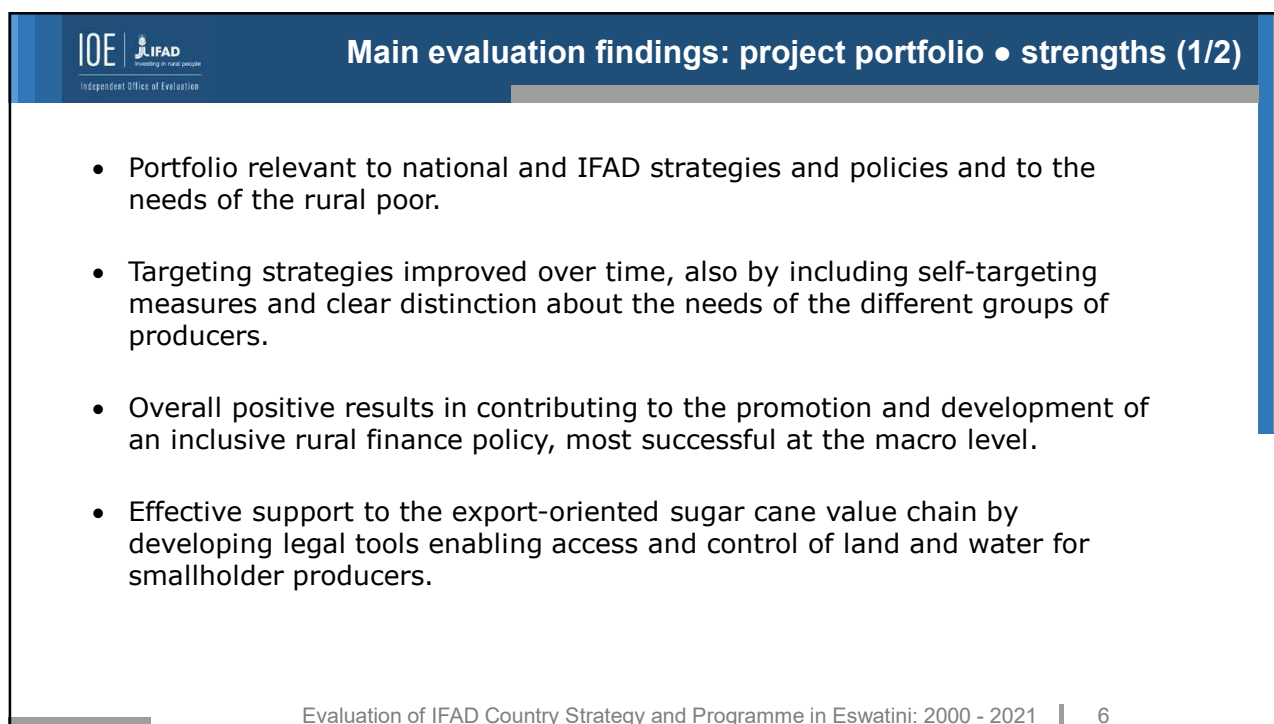 IOE
IFAD
Investing in rural people
Independent Office of Evaluation
Main evaluation findings: project portfolio ● strengths (1/2)
• Portfolio relevant to national and IFAD strategies and policies and to the
needs of the rural poor.
• Targeting strategies improved over time, also by including self-targeting
measures and clear distinction about the needs of the different groups of
producers.
• Overall positive results in contributing to the promotion and development of
an inclusive rural finance policy, most successful at the macro level.
• Effective support to the export-oriented sugar cane value chain by
developing legal tools enabling access and control of land and water for
smallholder producers.
Evaluation of IFAD Country Strategy and Programme in Eswatini: 2000 - 2021 6